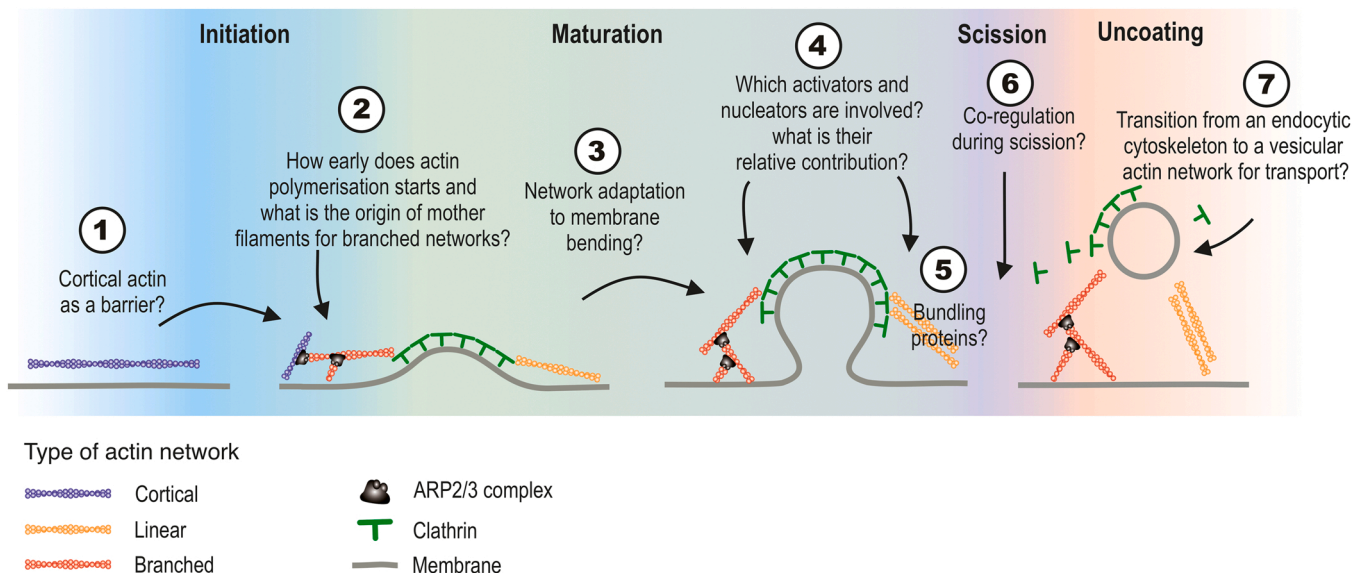 Initiation
Maturation
Scission
Uncoating
1
Cortical actin
as a barrier?
2
How early does actin
polymerisation starts and
what is the origin of mother
filaments for branched networks?
3
Network adaptation
to membrane
bending?
4
Which activators and
nucleators are involved?
what is their
relative contribution?
5
Bundling
proteins?
6
Co-regulation
during scission?
7
Transition from an endocytic
cytoskeleton to a vesicular
actin network for transport?
Type of actin network
Cortical
Linear
Branched
ARP2/3 complex
Clathrin
Membrane